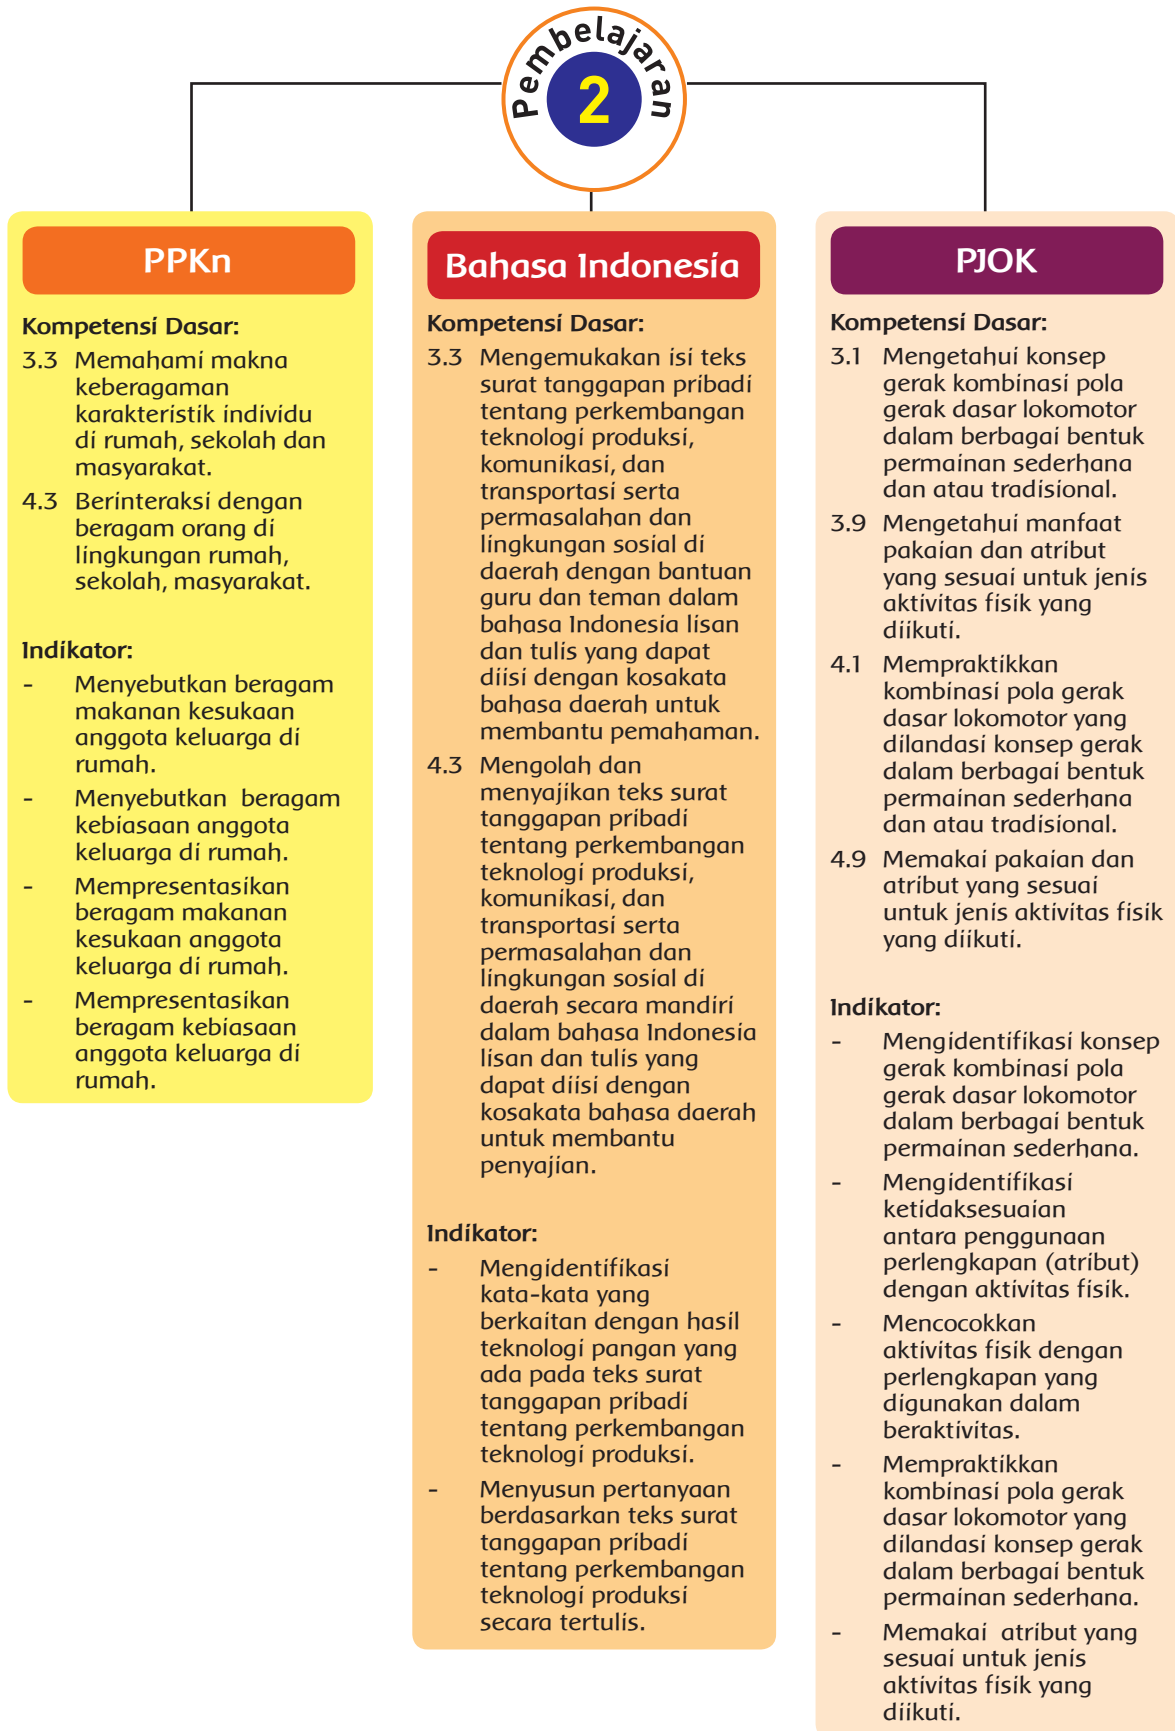 Pembelajaran
2
PPKn
Kompetensi Dasar:
3.3 Memahami makna
keberagaman
karakteristik individu
di rumah, sekolah dan
masyarakat.
4.3 Berinteraksi dengan
beragam orang di
lingkungan rumah,
sekolah, masyarakat.
Indikator:
- Menyebutkan beragam
makanan kesukaan
anggota keluarga di
rumah.
- Menyebutkan beragam
kebiasaan anggota
keluarga di rumah.
- Mempresentasikan
beragam makanan
kesukaan anggota
keluarga di rumah.
- Mempresentasikan
beragam kebiasaan
anggota keluarga di
rumah.
Bahasa Indonesia
Kompetensi Dasar:
3.3 Mengemukakan isi teks
surat tanggapan pribadi
tentang perkembangan
teknologi produksi,
komunikasi, dan
transportasi serta
permasalahan dan
lingkungan sosial di
daerah dengan bantuan
guru dan teman dalam
bahasa Indonesia lisan
dan tulis yang dapat
diisi dengan kosakata
bahasa daerah untuk
membantu pemahaman.
4.3 Mengolah dan
menyajikan teks surat
tanggapan pribadi
tentang perkembangan
teknologi produksi,
komunikasi, dan
transportasi serta
permasalahan dan
lingkungan sosial di
daerah secara mandiri
dalam bahasa Indonesia
lisan dan tulis yang
dapat diisi dengan
kosakata bahasa daerah
untuk membantu
penyajian.
Indikator:
- Mengidentifikasi
kata-kata yang
berkaitan dengan hasil
teknologi pangan yang
ada pada teks surat
tanggapan pribadi
tentang perkembangan
teknologi produksi.
- Menyusun pertanyaan
berdasarkan teks surat
tanggapan pribadi
tentang perkembangan
teknologi produksi
secara tertulis.
PJOK
Kompetensi Dasar:
3.1 Mengetahui konsep
gerak kombinasi pola
gerak dasar lokomotor
dalam berbagai bentuk
permainan sederhana
dan atau tradisional.
3.9 Mengetahui manfaat
pakaian dan atribut
yang sesuai untuk jenis
aktivitas fisik yang
diikuti.
4.1 Mempraktikkan
kombinasi pola gerak
dasar lokomotor yang
dilandasi konsep gerak
dalam berbagai bentuk
permainan sederhana
dan atau tradisional.
4.9 Memakai pakaian dan
atribut yang sesuai
untuk jenis aktivitas fisik
yang diikuti.
Indikator:
- Mengidentifikasi konsep
gerak kombinasi pola
gerak dasar lokomotor
dalam berbagai bentuk
permainan sederhana.
- Mengidentifikasi
ketidaksesuaian
antara penggunaan
perlengkapan (atribut)
dengan aktivitas fisik.
- Mencocokkan
aktivitas fisik dengan
perlengkapan yang
digunakan dalam
beraktivitas.
- Mempraktikkan
kombinasi pola gerak
dasar lokomotor yang
dilandasi konsep gerak
dalam berbagai bentuk
permainan sederhana.
- Memakai atribut yang
sesuai untuk jenis
aktivitas fisik yang
diikuti.